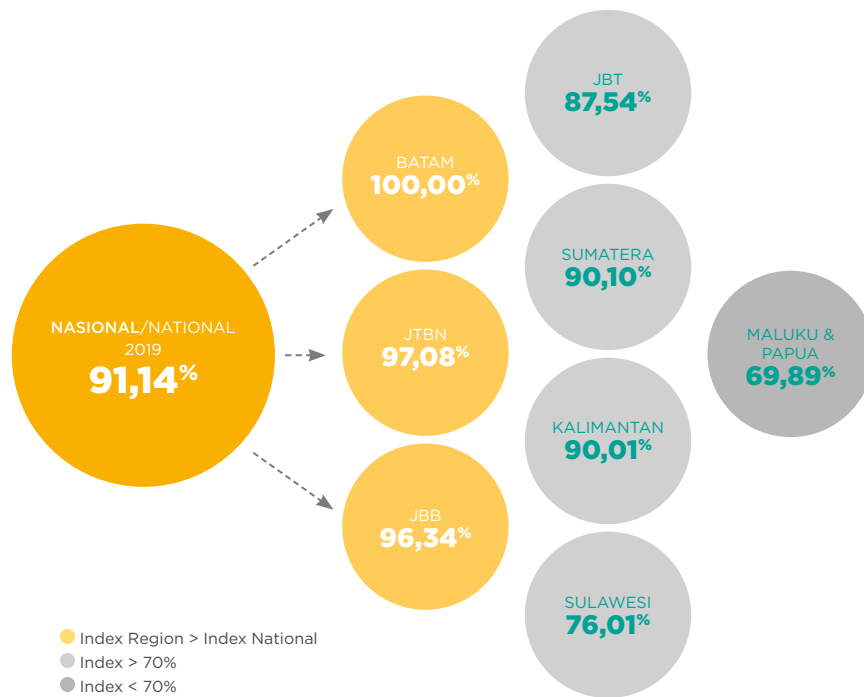 NASIONAL/NATIONAL
2019
91,14%
BATAM
100,00%
JTBN
97,08%
JBB
96,34%
JBT
87,54%
SUMATERA
90,10%
KALIMANTAN
90,01%
SULAWESI
76,01%
MALUKU &
PAPUA
69,89%
Index Region > Index National
Index > 70%
Index < 70%